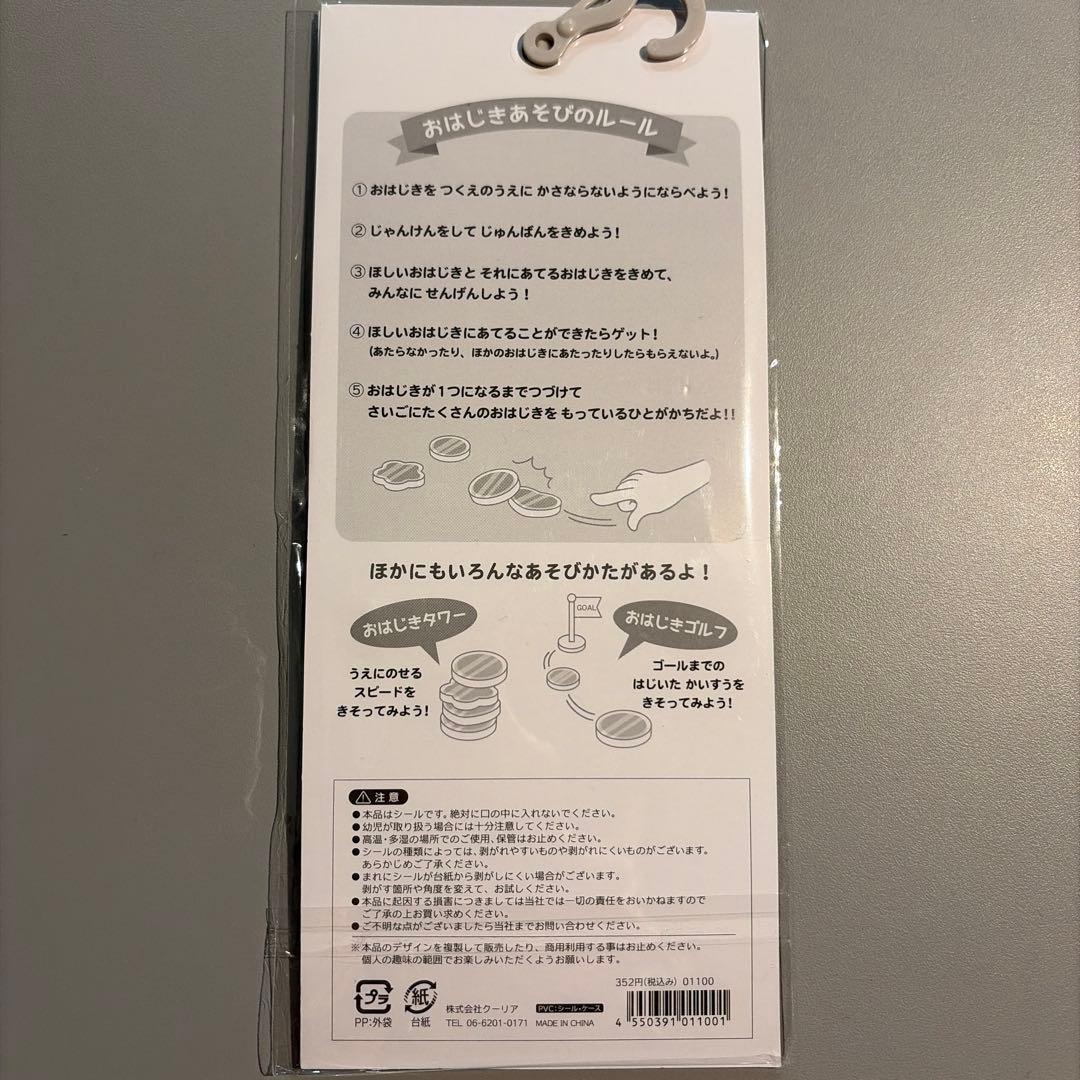 おはじきあそびのルール
① おはじきを つくえのうえに かさならないようにならべよう!
② じゃんけんをして じゅんばんをきめよう!
③ ほしいおはじきと それにあてるおはじきをきめて、
みんなに せんげんしよう!
④ ほしいおはじきにあてることができたらゲット!
(あたらなかったり、ほかのおはじきにあたったりしたらもらえないよ。)
⑤ おはじきが1つになるまでつづけて
さいごにたくさんのおはじきを もっているひとがかちだよ!!
ほかにもいろんなあそびかたがあるよ!
おはじきタワー
うえにのせる
スピードを
きそってみよう!
GOAL
おはじきゴルフ
ゴールまでの
はじいた かいすうを
きそってみよう!
注意
●本品はシールです。絶対に口の中に入れないでください。
●幼児が取り扱う場合には十分注意してください。
●高温・多湿の場所でのご使用、保管はお止めください。
●シールの種類によっては、剥がれやすいものや剥がれにくいものがございます。
あらかじめご了承ください。
●まれにシールが台紙から剥がしにくい場合がございます。
剥がす箇所や角度を変えて、お試しください。
●本品に起因する損害につきましては当社では一切の責任をおいかねますので
ご了承の上お買い求めください。
●ご不明な点がございましたら当社までお問い合わせください。
※本品のデザインを複製して販売したり、商用利用する事はお止めください。
個人の趣味の範囲でお楽しみいただくようお願いします。
352円(税込み) 01100
プラ
PP:外袋
紙
台紙
株式会社クーリア
PVC:シール・ケース
TEL 06-6201-0171 MADE IN CHINA
4 550391 011001